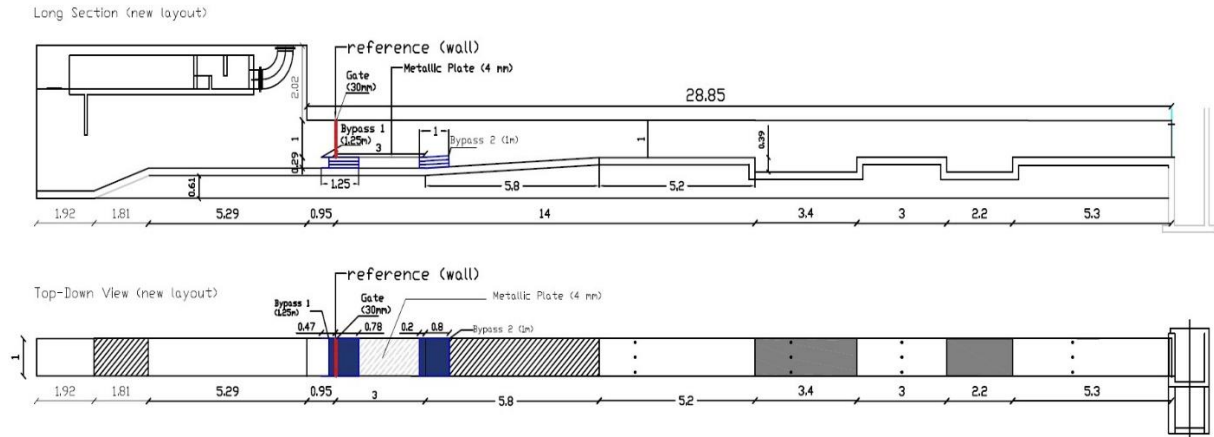 Long Section (new layout)
reference (wall)
Gate
(30mm)
Metallic Plate (4 mm)
2.02
28.85
Bypass 1
(1.25m)
1
Bypass 2 (1m)
1
3
1
0.39
0.29
1.25
0.61
5.8
5.2
1.92
1.81
5.29
0.95
14
3.4
3
2.2
5.3
reference (wall)
Top-Down View (new layout)
Gate
(30mm)
Metallic Plate (4 mm)
Bypass 1
(1.25m)
0.47
0.78
0.2
0.8
Bypass 2 (1m)
1
1.92
1.81
5.29
0.95
3
5.8
5.2
3.4
3
2.2
5.3